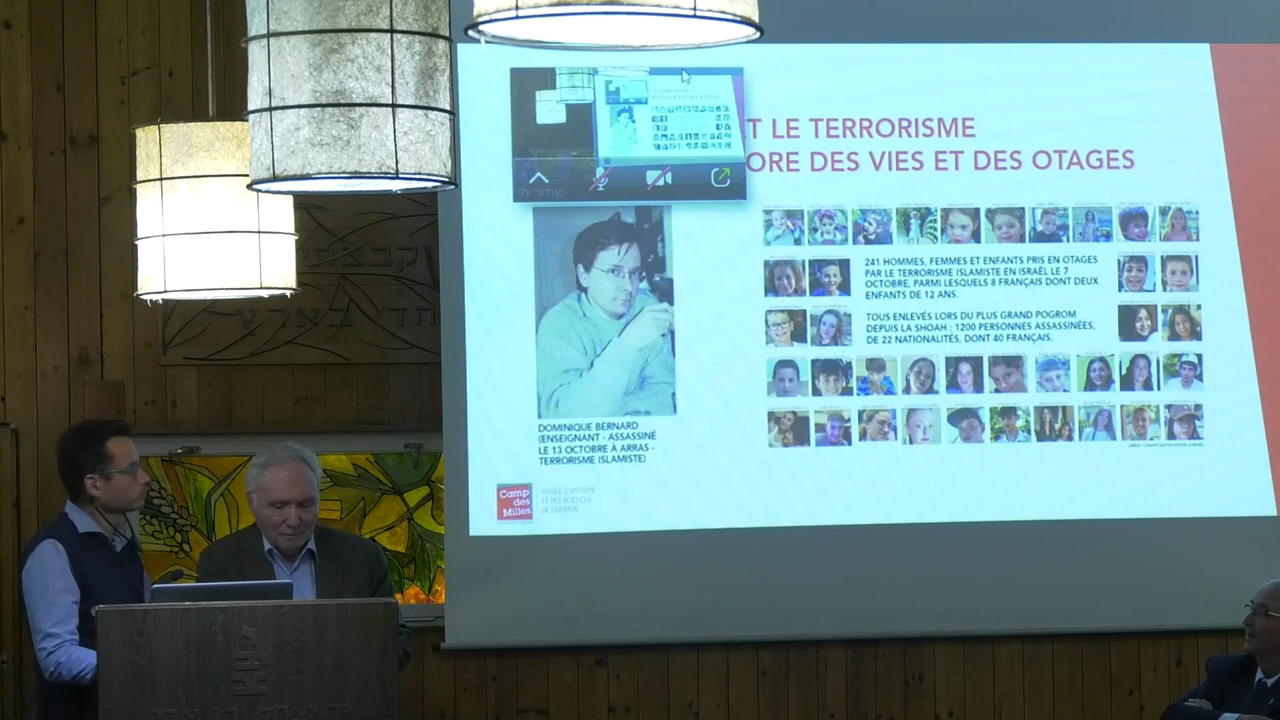 T LE TERRORISME
ORE DES VIES ET DES OTAGES
שידור חי
241 HOMMES, FEMMES ET ENFANTS PRIS EN OTAGES
PAR LE TERRORISME ISLAMISTE EN ISRAËL LE 7
OCTOBRE, PARMI LESQUELS 8 FRANÇAIS DONT DEUX
ENFANTS DE 12 ANS.
TOUS ENLEVÉS LORS DU PLUS GRAND POGROM
DEPUIS LA SHOAH : 1200 PERSONNES ASSASSINÉES,
DE 22 NATIONALITÉS, DONT 40 FRANÇAIS.
DOMINIQUE BERNARD
(ENSEIGNANT - ASSASSINÉ
LE 13 OCTOBRE À ARRAS -
TERRORISME ISLAMISTE)
Camp
des
Milles
MUSÉE D'HISTOIRE
ET DES SCIENCES
DE L'HOMME